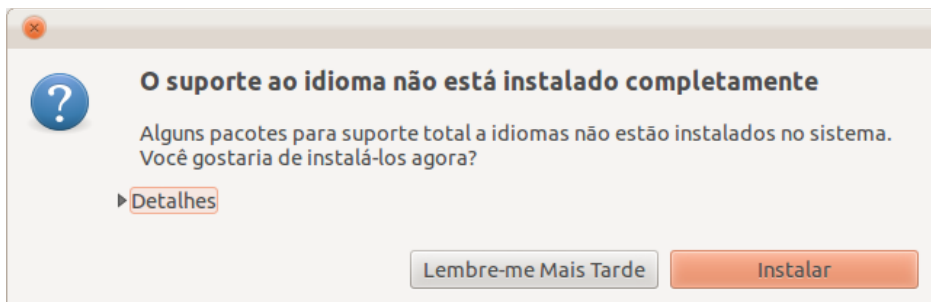 O suporte ao idioma não está instalado completamente
Alguns pacotes para suporte total a idiomas não estão instalados no sistema.
Você gostaria de instalá-los agora?
Detalhes
Lembre-me Mais Tarde Instalar